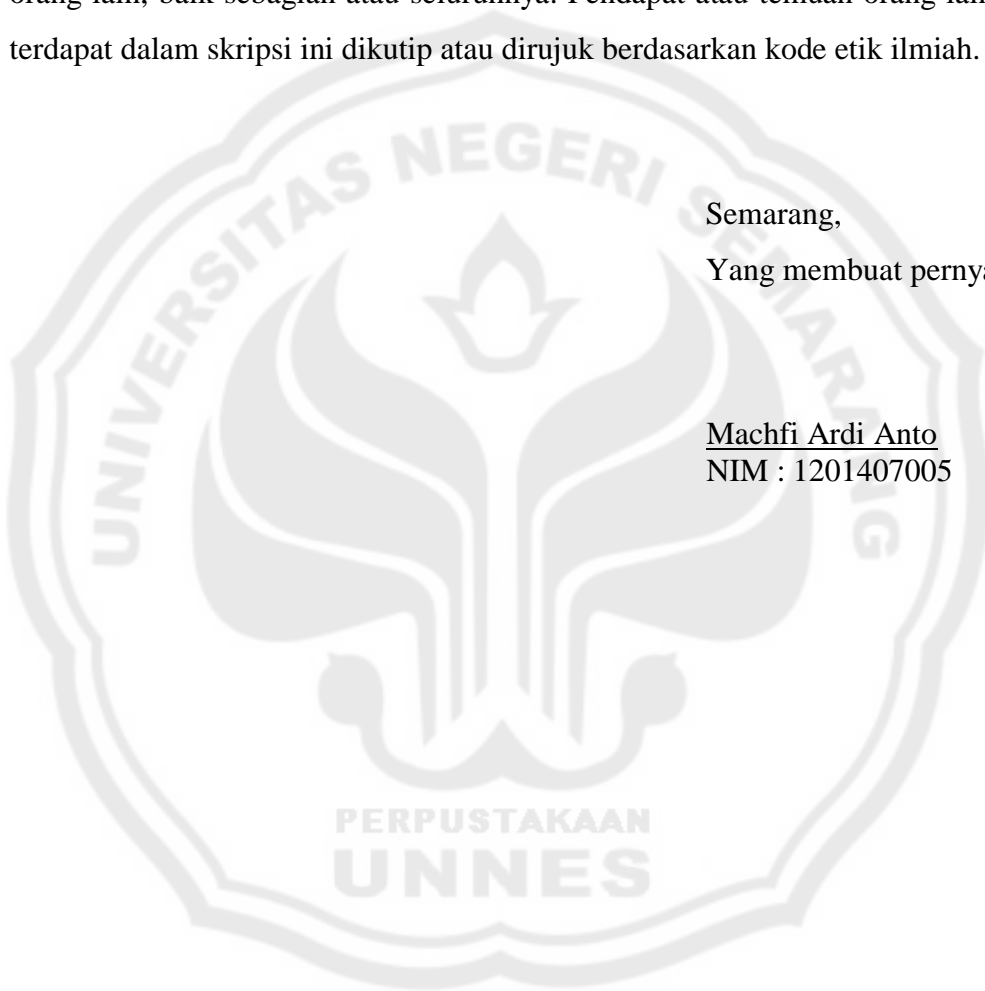 orang lain, baik sebagian atau seluruhnya. Pendapat atau temuan orang lain
terdapat dalam skripsi ini dikutip atau dirujuk berdasarkan kode etik ilmiah.
Semarang,
Yang membuat pernya
Machfi Ardi Anto
NIM : 1201407005
UNIVERSITAS NEGERI SEMARANG
PERPUSTAKAAN
UNNES